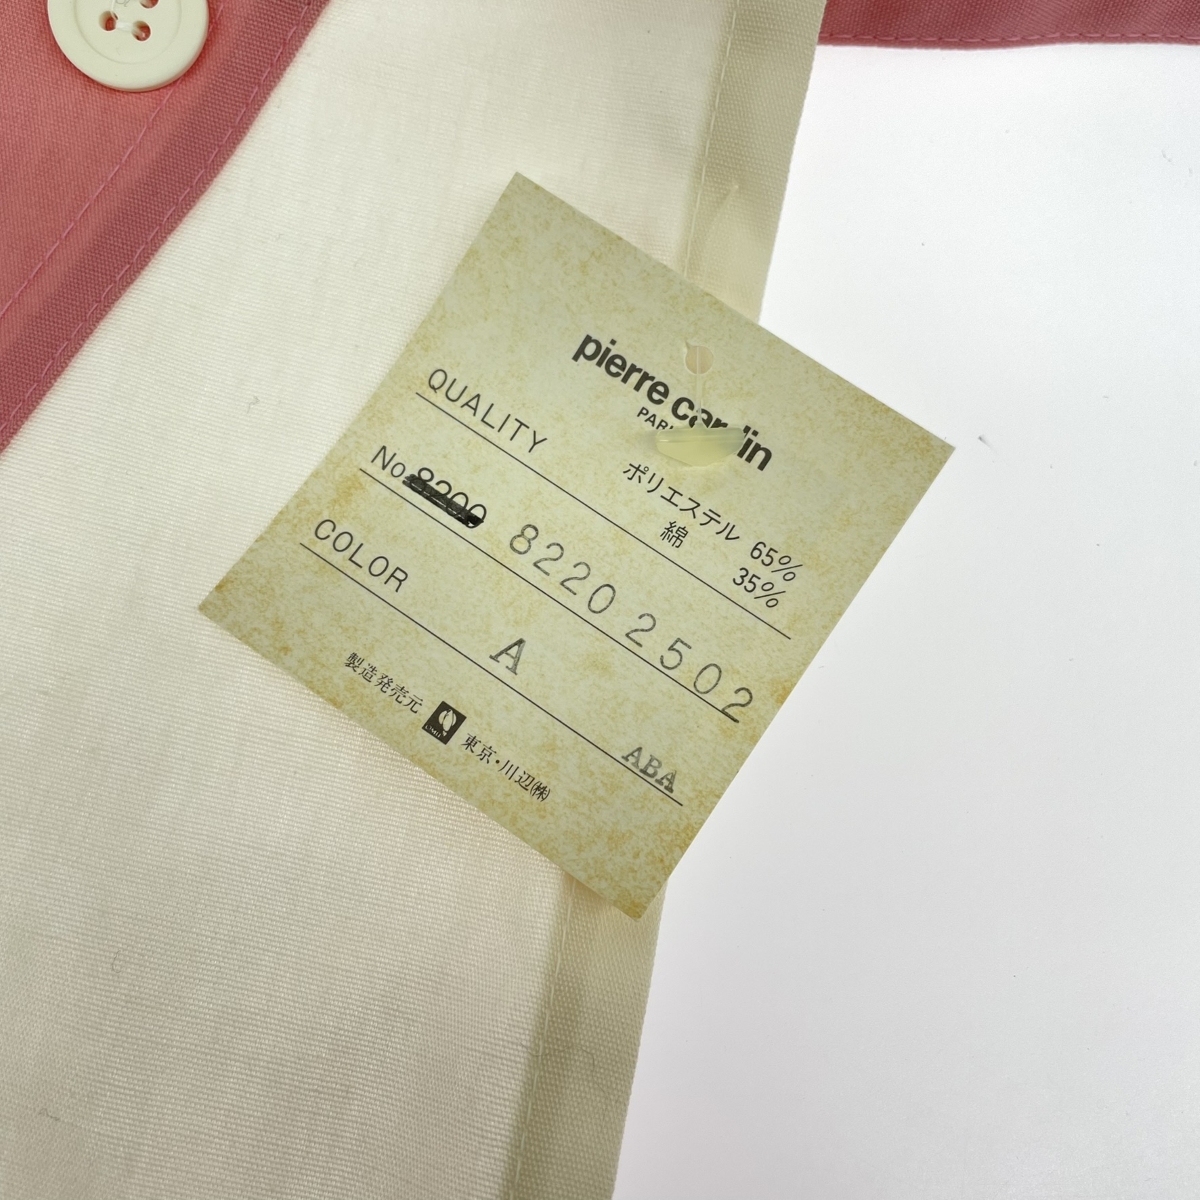 pierre cardin
PARIS
QUALITY
ポリエステル 65%
綿 35%
No. 8200 8220 2502
COLOR
A
ABA
製造発売元 東京・川辺㈱